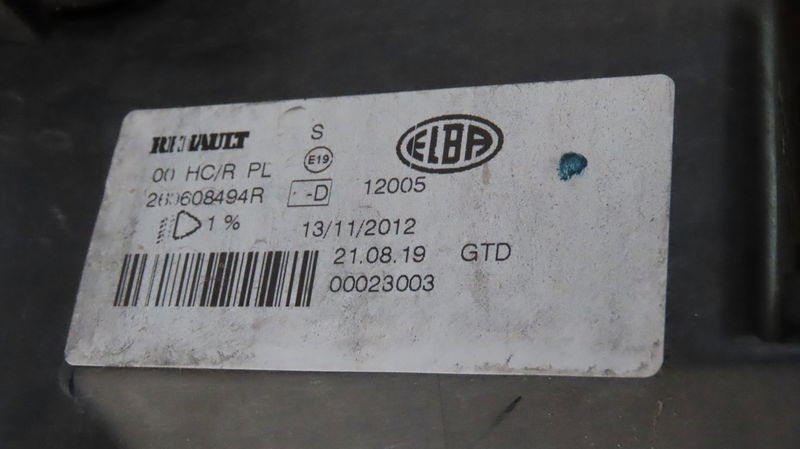 RENAULT
S
ELBA
E19
00 HC/R PL
12005
-D
1 %
13/11/2012
21.08.19 GTD
00023003